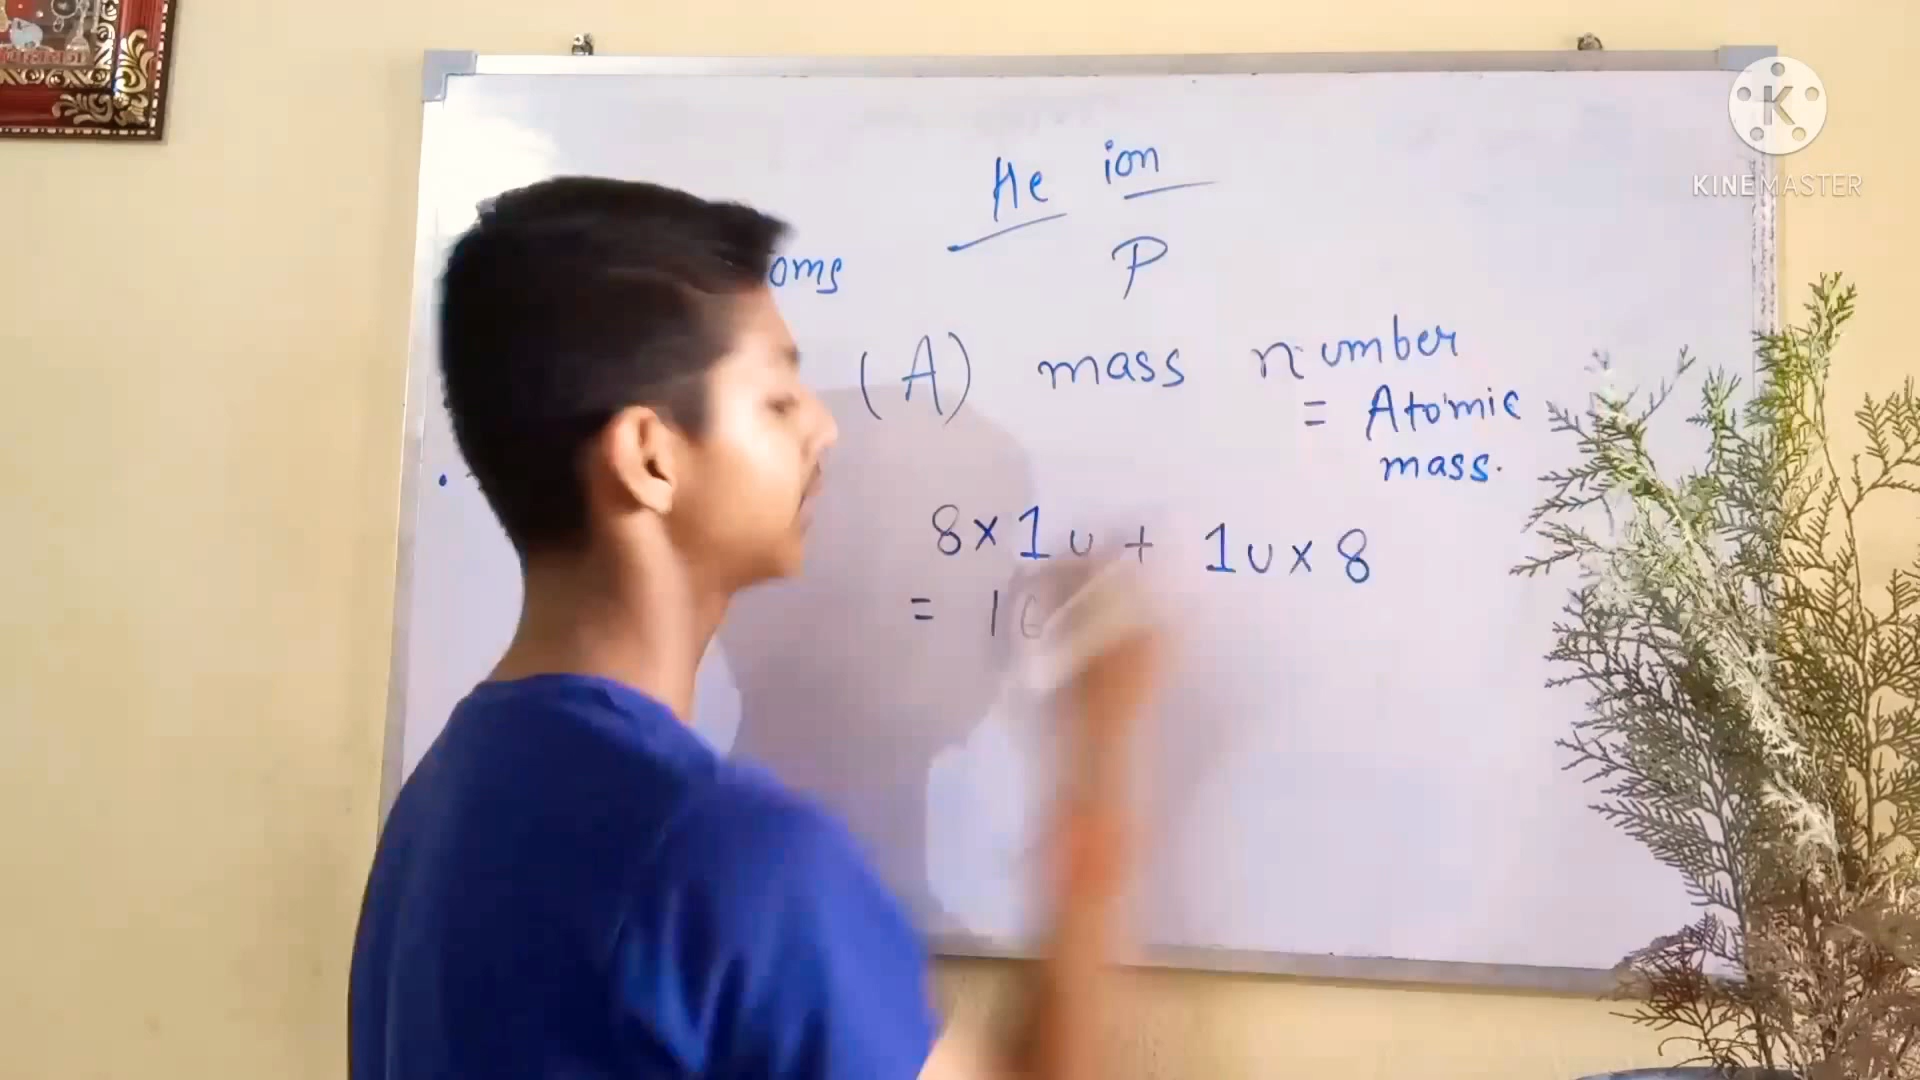 He ion
oms
P
(A) mass number
= Atomic
mass.
8×1u + 1u×8
= 16
KINEMASTER